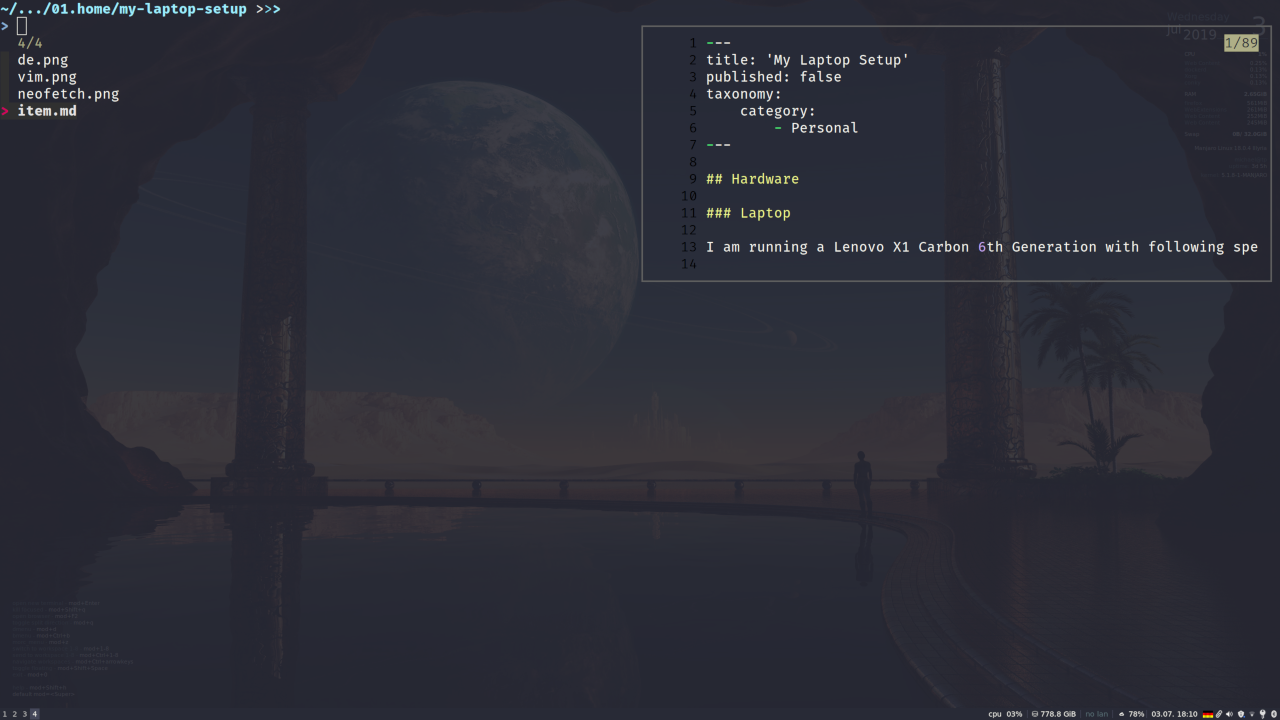 ~/.../01.home/my-laptop-setup >>>
>
4/4
de.png
vim.png
neofetch.png
> item.md
1 ---
2 title: 'My Laptop Setup'
3 published: false
4 taxonomy:
5 category:
6 - Personal
7 ---
8
9 ## Hardware
10
11 ### Laptop
12
13 I am running a Lenovo X1 Carbon 6th Generation with following spe
14
1/89
Wednesday
3
Jul 2019
1 2 3 4
cpu 03% 778.8 GiB no fan 78% 03.07. 18:10